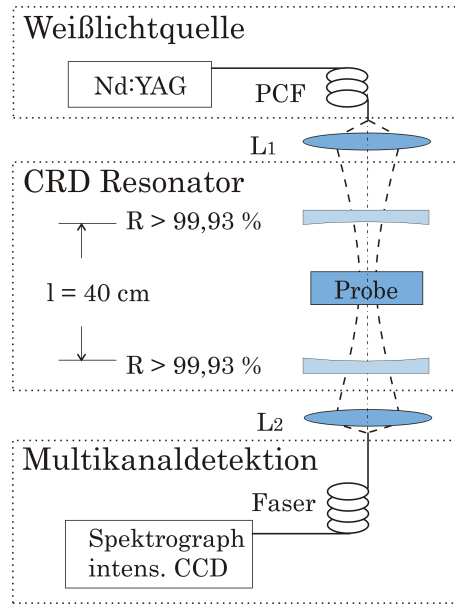 Weißlichtquelle
Nd:YAG
PCF
L1
CRD Resonator
R > 99,93 %
l = 40 cm
Probe
R > 99,93 %
L2
Multikanaldetektion
Faser
Spektrograph
intens. CCD